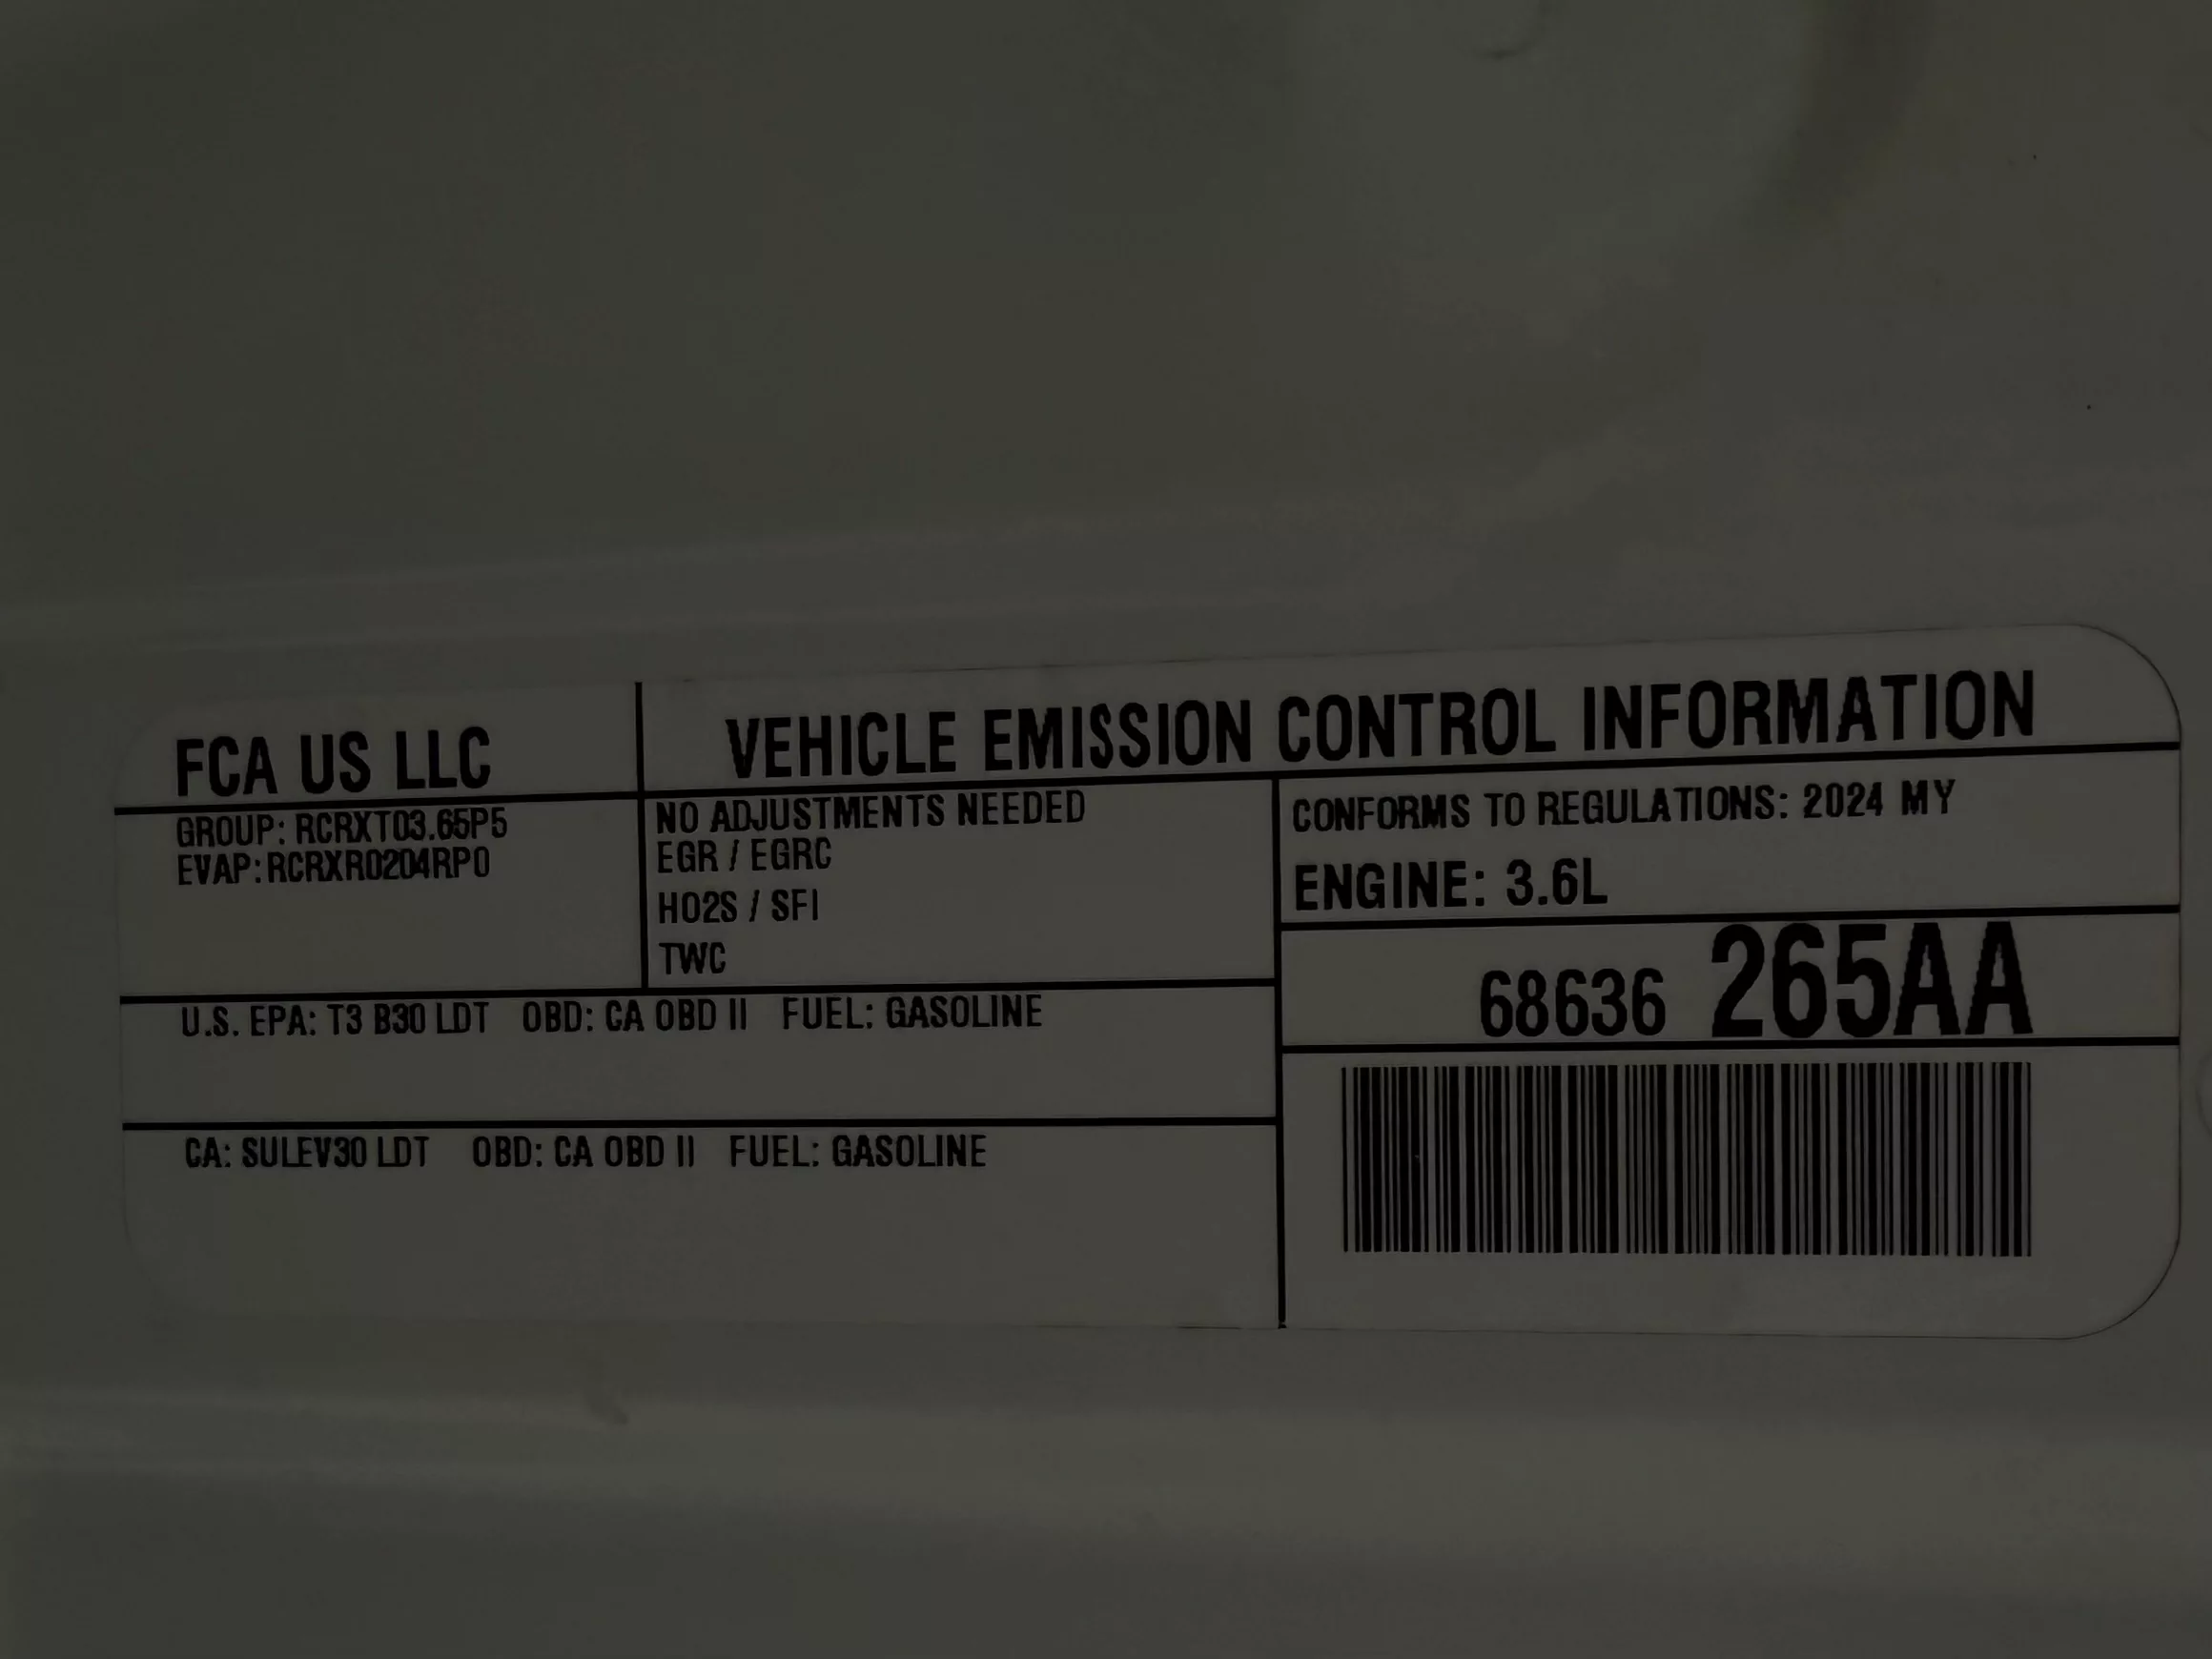 FCA US LLC
VEHICLE EMISSION CONTROL INFORMATION
GROUP: RCRXT03.65P5
EVAP: RCRXR0204RP0
NO ADJUSTMENTS NEEDED
EGR / EGRC
HO2S / SFI
TWC
CONFORMS TO REGULATIONS: 2024 MY
ENGINE: 3.6L
68636 265AA
U.S. EPA: T3 B30 LDT OBD: CA OBD II FUEL: GASOLINE
CA: SULEV30 LDT OBD: CA OBD II FUEL: GASOLINE